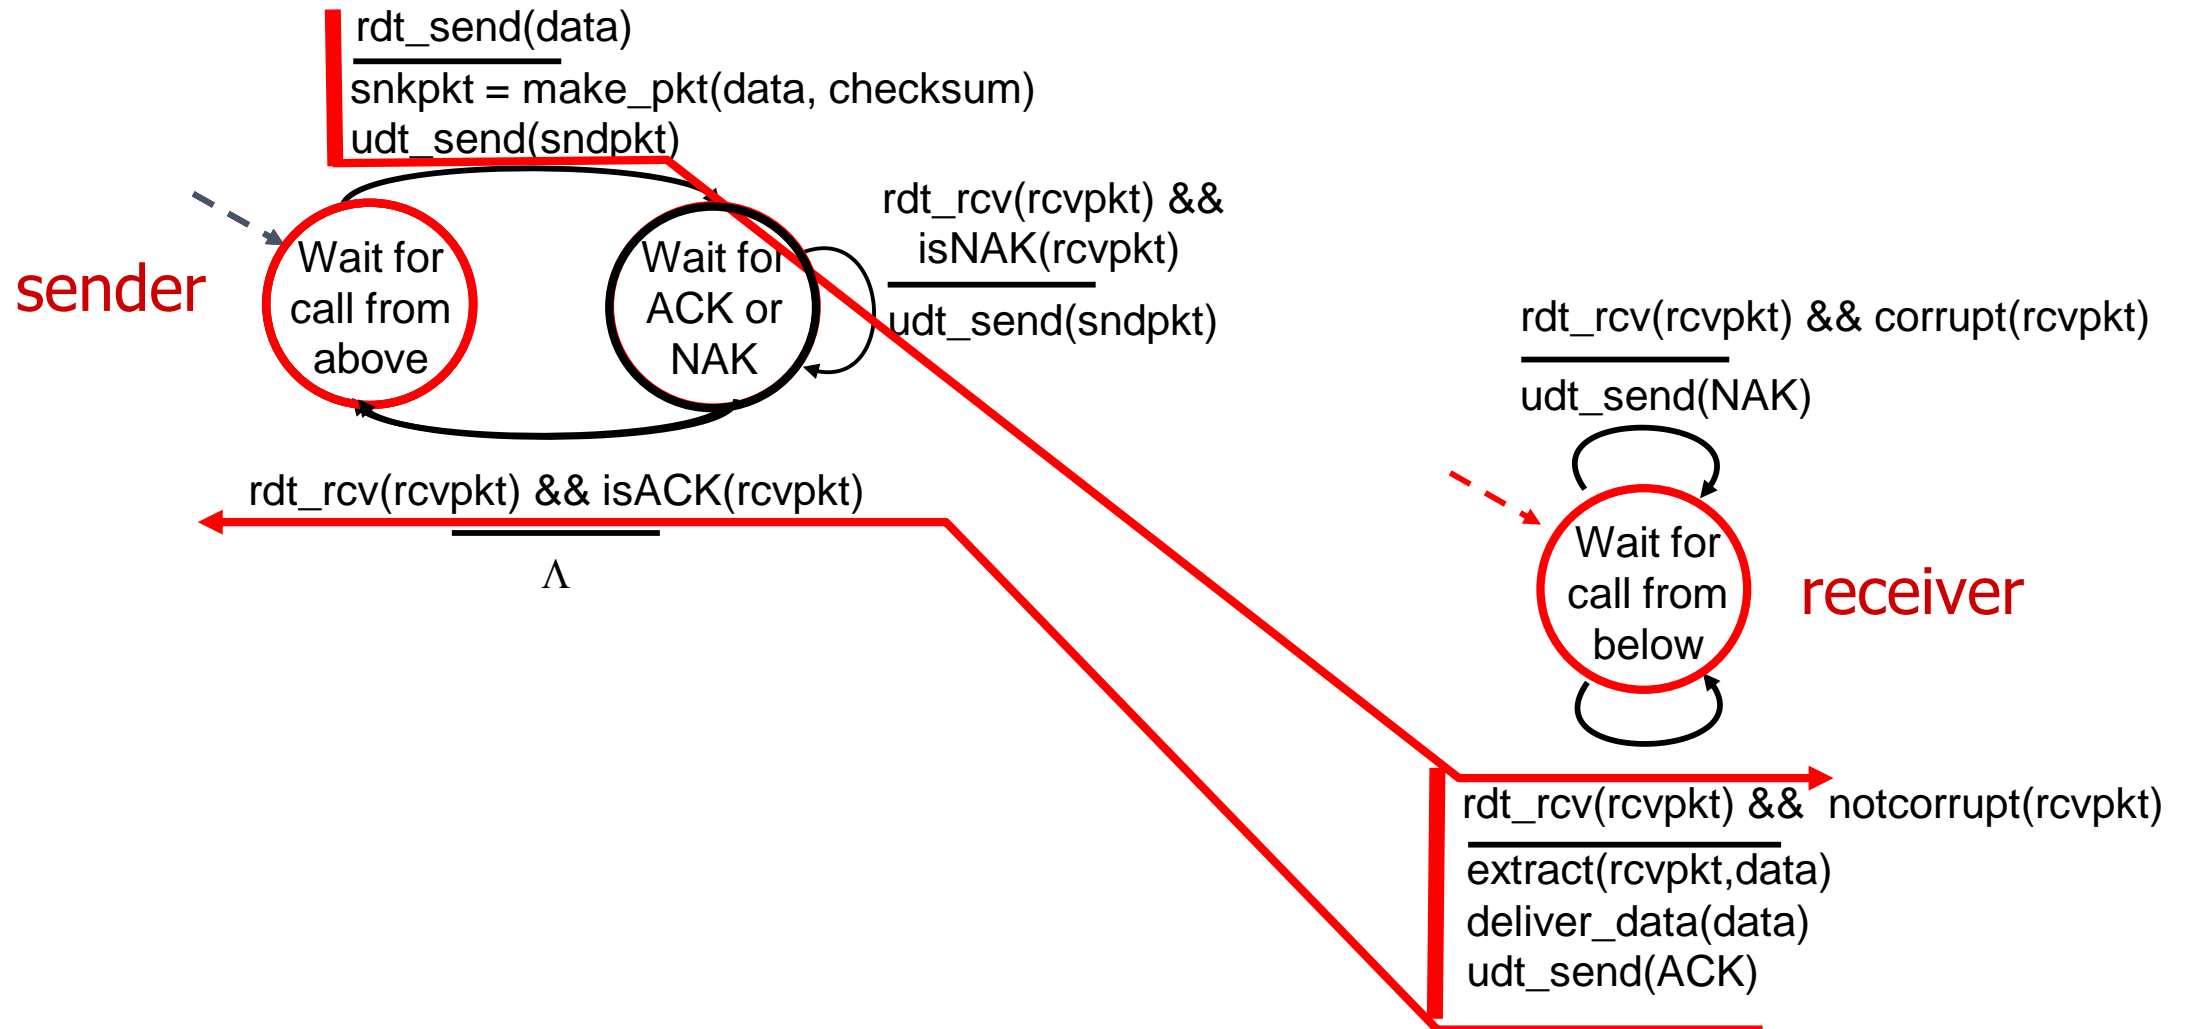 rdt_send(data)
snkpkt = make_pkt(data, checksum)
udt_send(sndpkt)
sender
Wait for
call from
above
Wait for
ACK or
NAK
rdt_rcv(rcvpkt) &&
isNAK(rcvpkt)
udt_send(sndpkt)
rdt_rcv(rcvpkt) && isACK(rcvpkt)
Λ
rdt_rcv(rcvpkt) && corrupt(rcvpkt)
udt_send(NAK)
Wait for
call from
below
receiver
rdt_rcv(rcvpkt) && notcorrupt(rcvpkt)
extract(rcvpkt,data)
deliver_data(data)
udt_send(ACK)